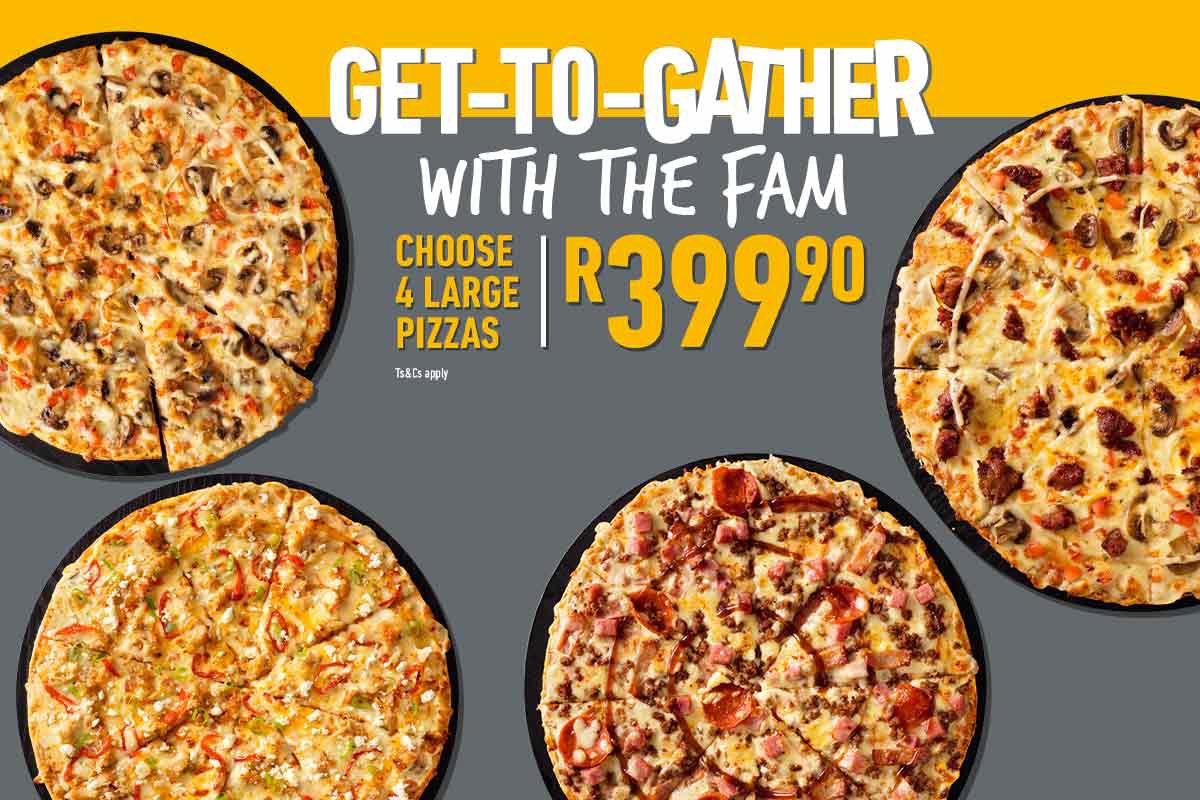 GET-TO-GATHER
WITH THE FAM
CHOOSE
4 LARGE
PIZZAS
R39990
Ts&Cs apply